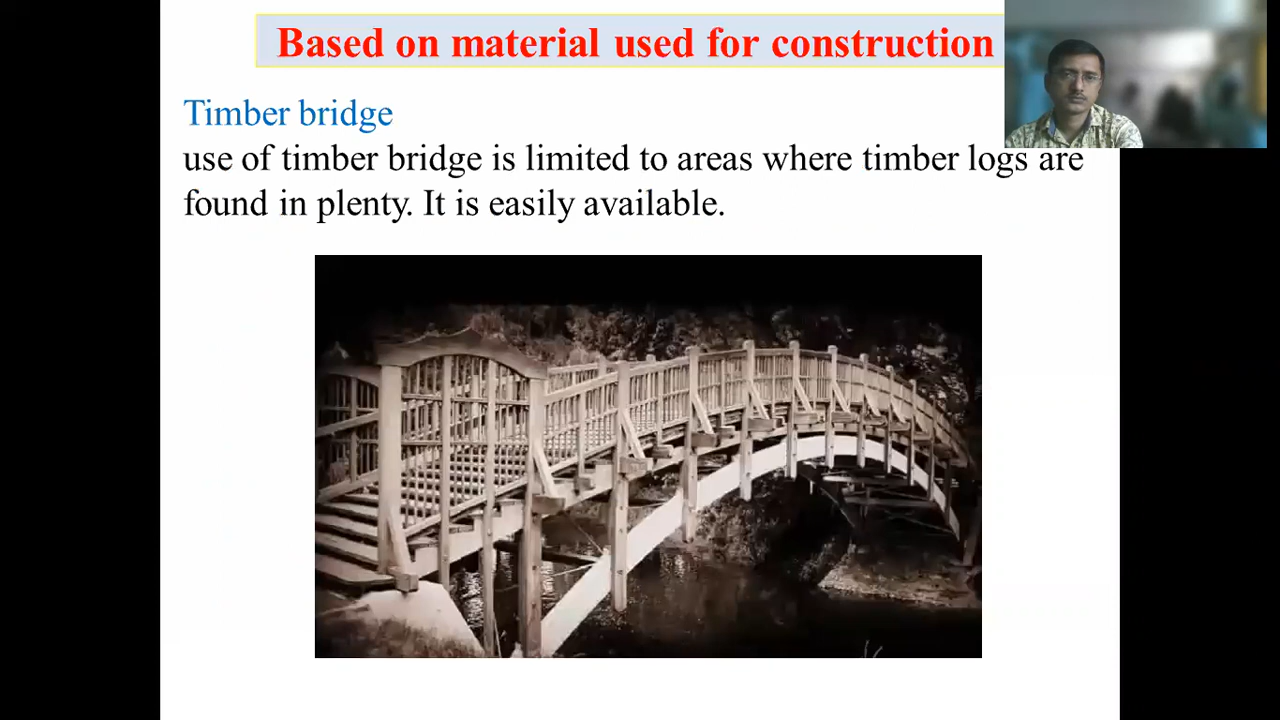 Based on material used for construction
Timber bridge
use of timber bridge is limited to areas where timber logs are
found in plenty. It is easily available.